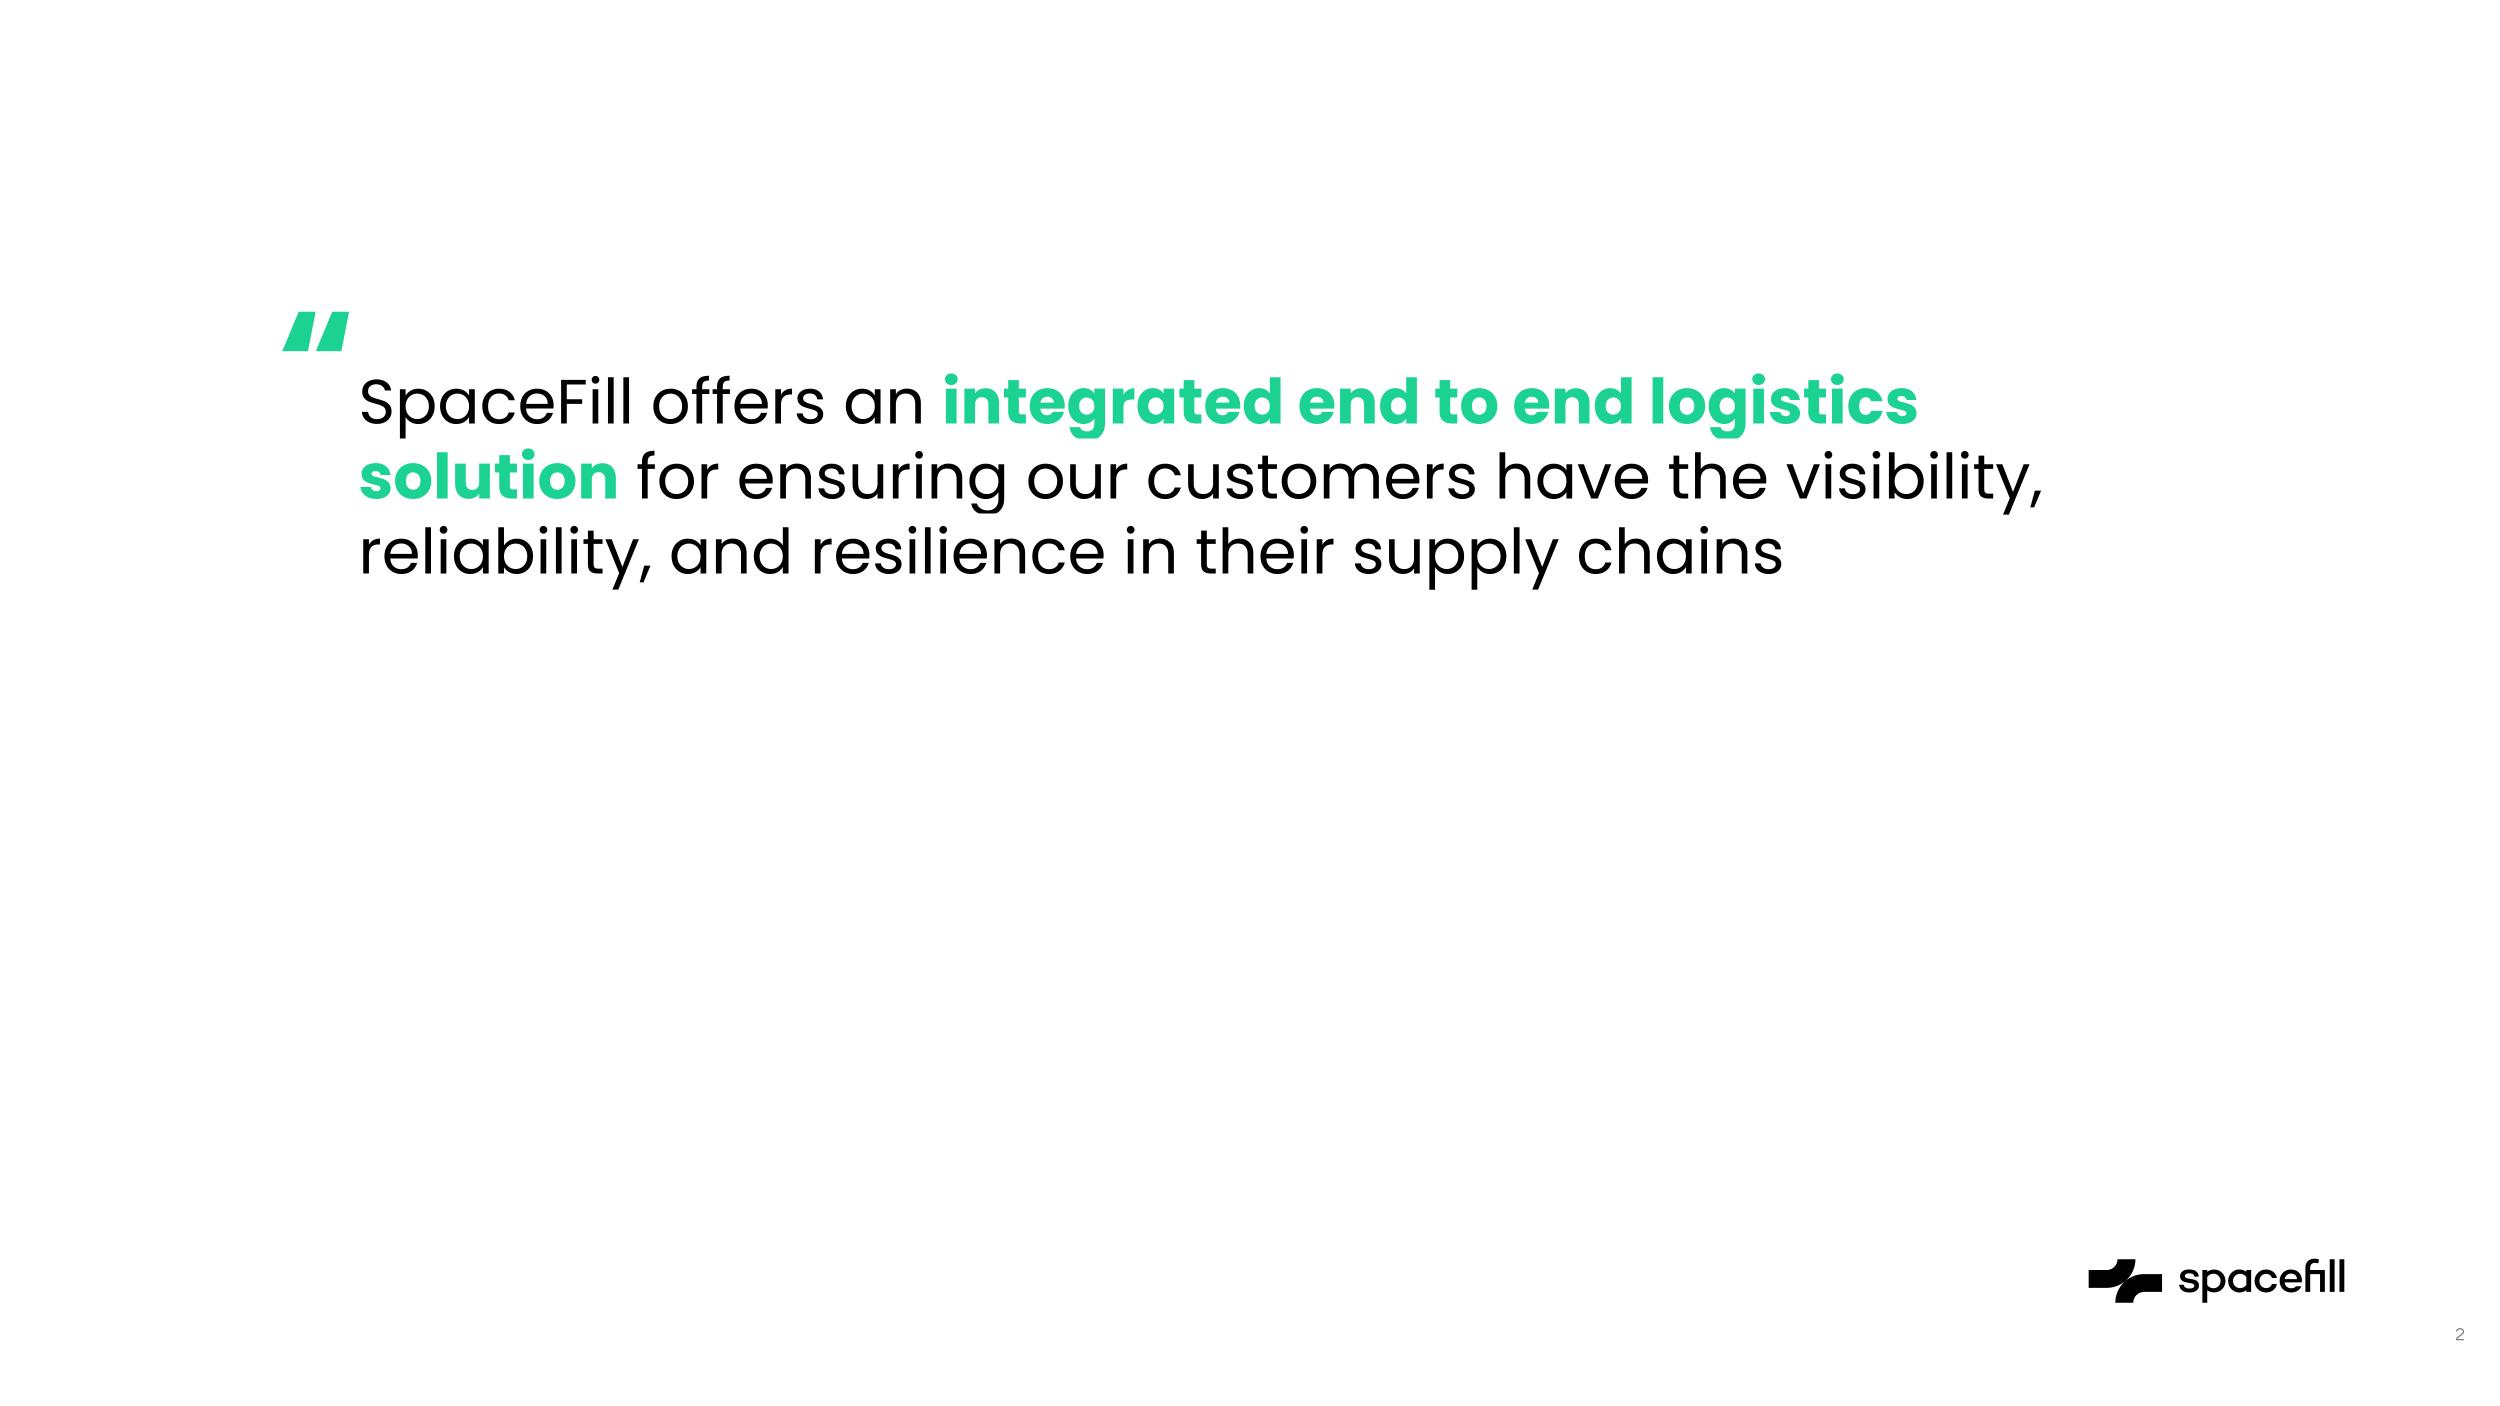 “
SpaceFill offers an integrated end to end logistics
solution for ensuring our customers have the visibility,
reliability, and resilience in their supply chains
spacefill
2